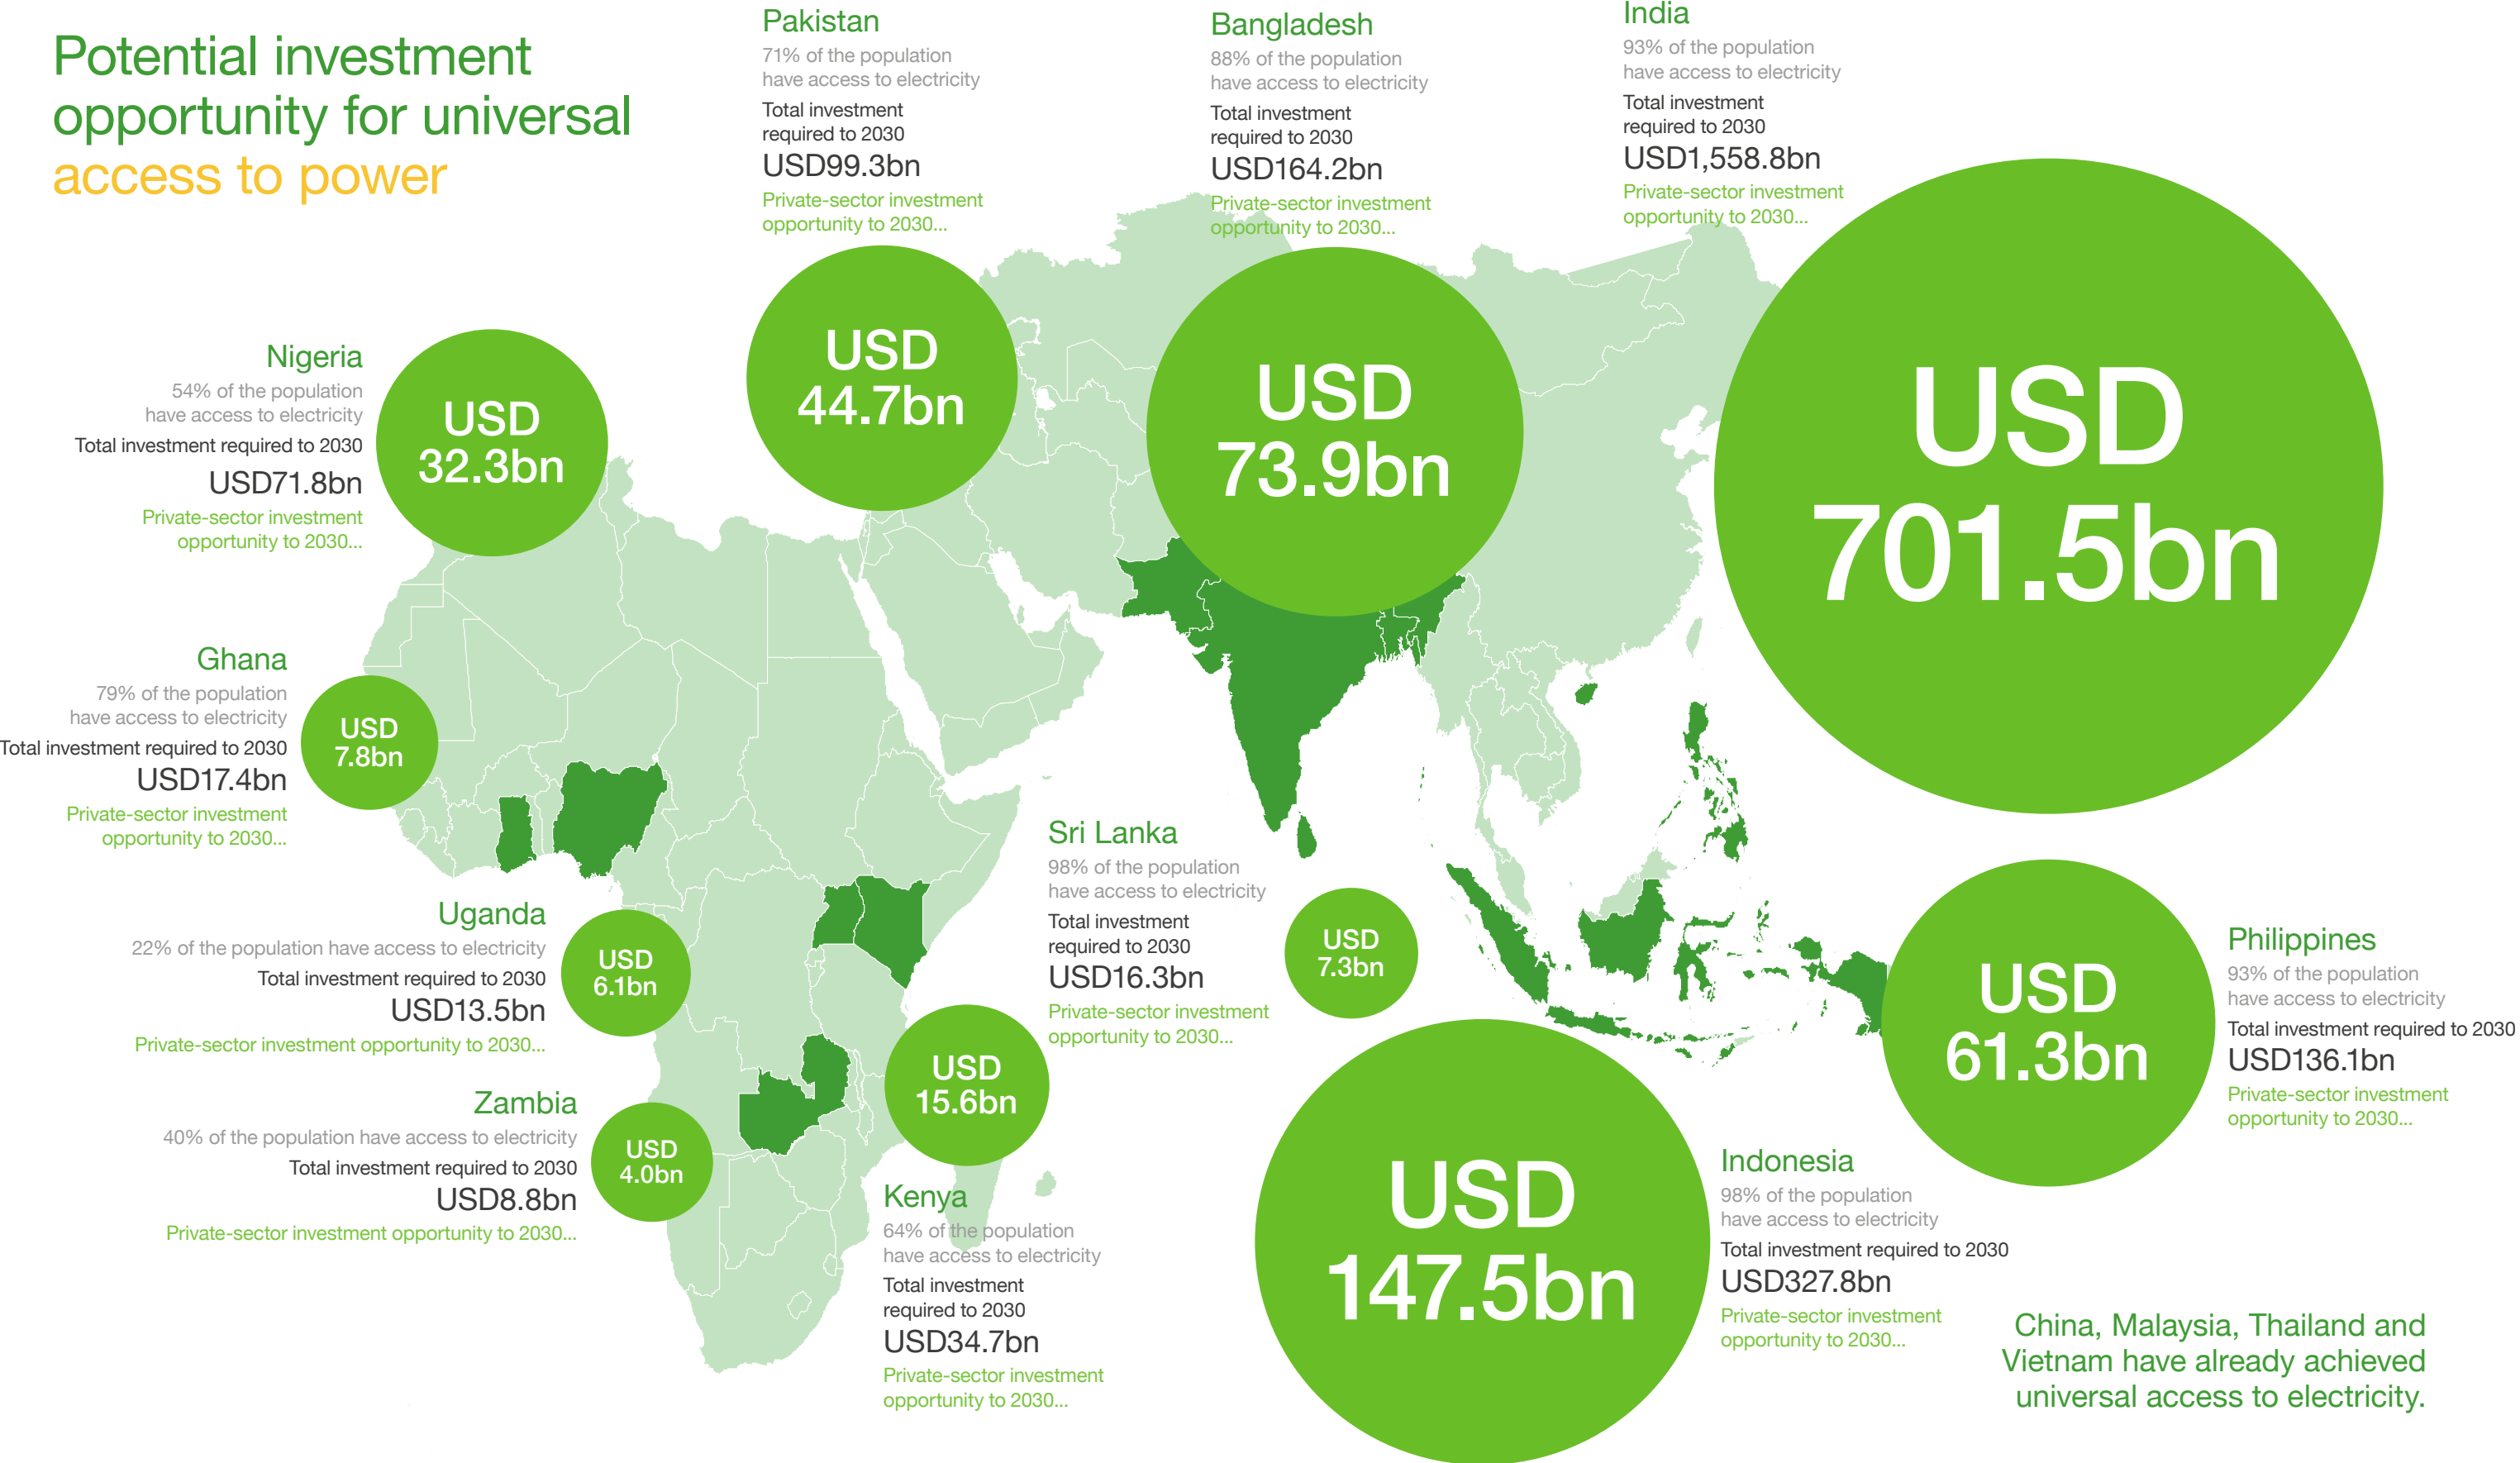 Potential investment
opportunity for universal
access to power
Pakistan
71% of the population
have access to electricity
Total investment
required to 2030
USD99.3bn
Private-sector investment
opportunity to 2030...
USD
44.7bn
Bangladesh
88% of the population
have access to electricity
Total investment
required to 2030
USD164.2bn
Private-sector investment
opportunity to 2030...
USD
73.9bn
India
93% of the population
have access to electricity
Total investment
required to 2030
USD1,558.8bn
Private-sector investment
opportunity to 2030...
USD
701.5bn
Nigeria
54% of the population
have access to electricity
Total investment required to 2030
USD71.8bn
Private-sector investment
opportunity to 2030...
USD
32.3bn
Ghana
79% of the population
have access to electricity
Total investment required to 2030
USD17.4bn
Private-sector investment
opportunity to 2030...
USD
7.8bn
Uganda
22% of the population have access to electricity
Total investment required to 2030
USD13.5bn
Private-sector investment opportunity to 2030...
USD
6.1bn
Zambia
40% of the population have access to electricity
Total investment required to 2030
USD8.8bn
Private-sector investment opportunity to 2030...
USD
4.0bn
USD
15.6bn
Kenya
64% of the population
have access to electricity
Total investment
required to 2030
USD34.7bn
Private-sector investment
opportunity to 2030...
Sri Lanka
98% of the population
have access to electricity
Total investment
required to 2030
USD16.3bn
Private-sector investment
opportunity to 2030...
USD
7.3bn
USD
147.5bn
Indonesia
98% of the population
have access to electricity
Total investment required to 2030
USD327.8bn
Private-sector investment
opportunity to 2030...
USD
61.3bn
Philippines
93% of the population
have access to electricity
Total investment required to 2030
USD136.1bn
Private-sector investment
opportunity to 2030...
China, Malaysia, Thailand and
Vietnam have already achieved
universal access to electricity.